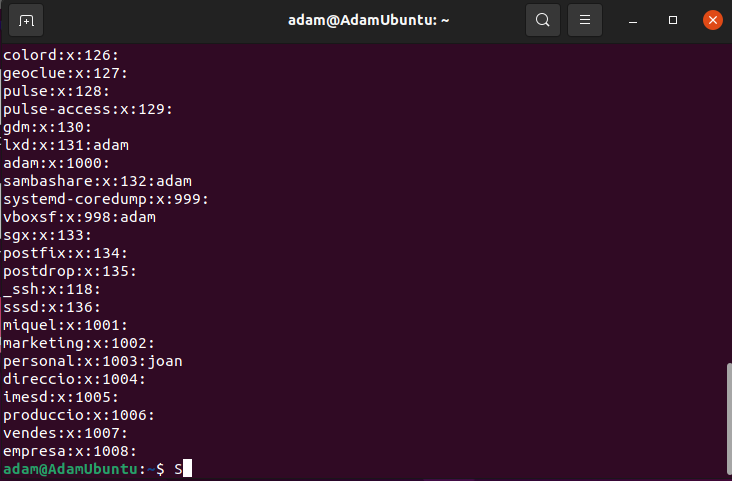 adam@AdamUbuntu: ~
colord:x:126:
geoclue:x:127:
pulse:x:128:
pulse-access:x:129:
gdm:x:130:
lxd:x:131:adam
adam:x:1000:
sambashare:x:132:adam
systemd-coredump:x:999:
vboxsf:x:998:adam
sgx:x:133:
postfix:x:134:
postdrop:x:135:
_ssh:x:118:
sssd:x:136:
miquel:x:1001:
marketing:x:1002:
personal:x:1003:joan
direccio:x:1004:
imesd:x:1005:
produccio:x:1006:
vendes:x:1007:
empresa:x:1008:
adam@AdamUbuntu:~$ S